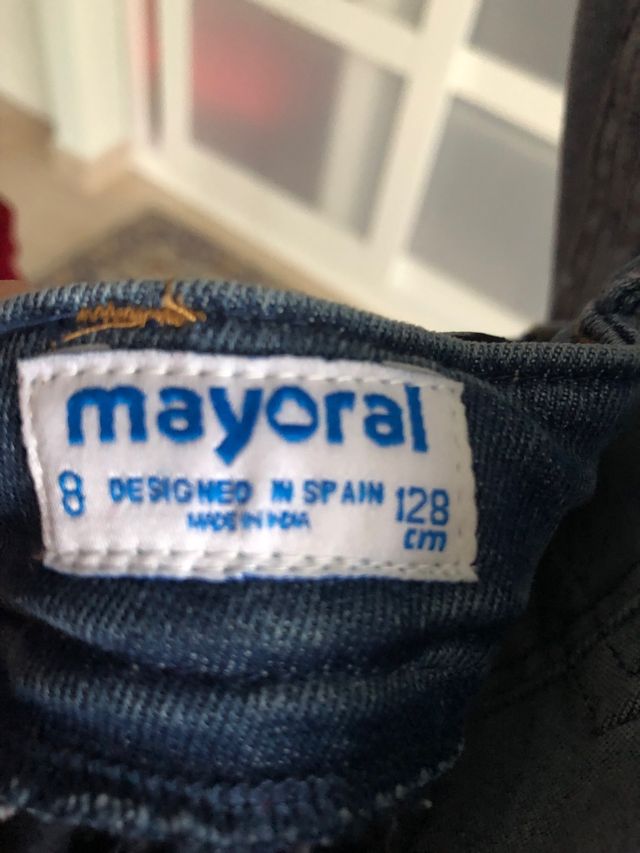 mayoral
8 DESIGNED IN SPAIN 128
MADE IN INDIA cm